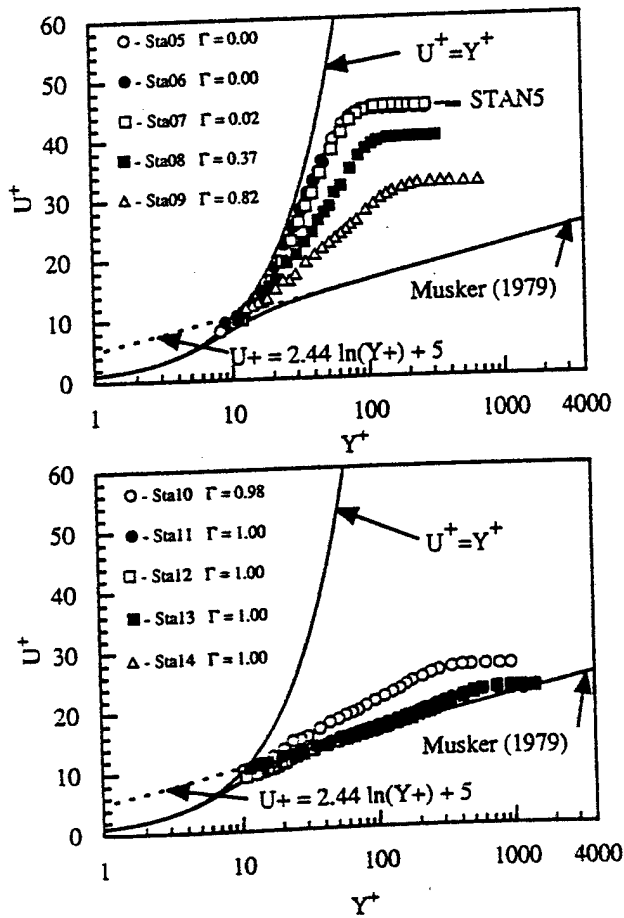 60
50
40
30
20
10
0
U+
○ - Sta05 Γ = 0.00
● - Sta06 Γ = 0.00
□ - Sta07 Γ = 0.02
■ - Sta08 Γ = 0.37
△ - Sta09 Γ = 0.82
U+=Y+
STAN5
Musker (1979)
U+ = 2.44 ln(Y+) + 5
1
10
100
1000
4000
Y+
60
50
40
30
20
10
0
U+
○ - Sta10 Γ = 0.98
● - Sta11 Γ = 1.00
□ - Sta12 Γ = 1.00
■ - Sta13 Γ = 1.00
△ - Sta14 Γ = 1.00
U+=Y+
Musker (1979)
U+ = 2.44 ln(Y+) + 5
1
10
100
1000
4000
Y+